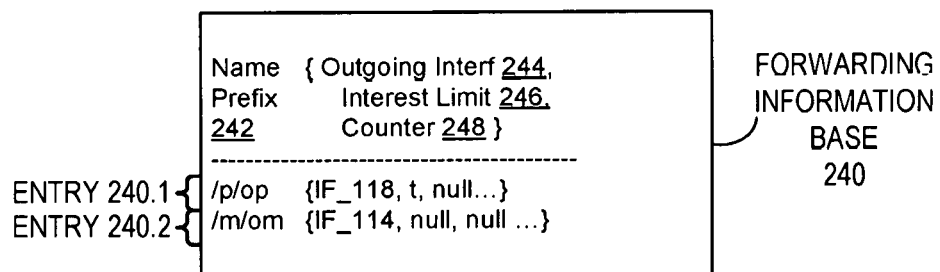 Name { Outgoing Interf 244,
Prefix Interest Limit 246,
242 Counter 248 }
----------------------------------------
/p/op {IF_118, t, null...}
/m/om {IF_114, null, null ...}
ENTRY 240.1
ENTRY 240.2
FORWARDING
INFORMATION
BASE
240